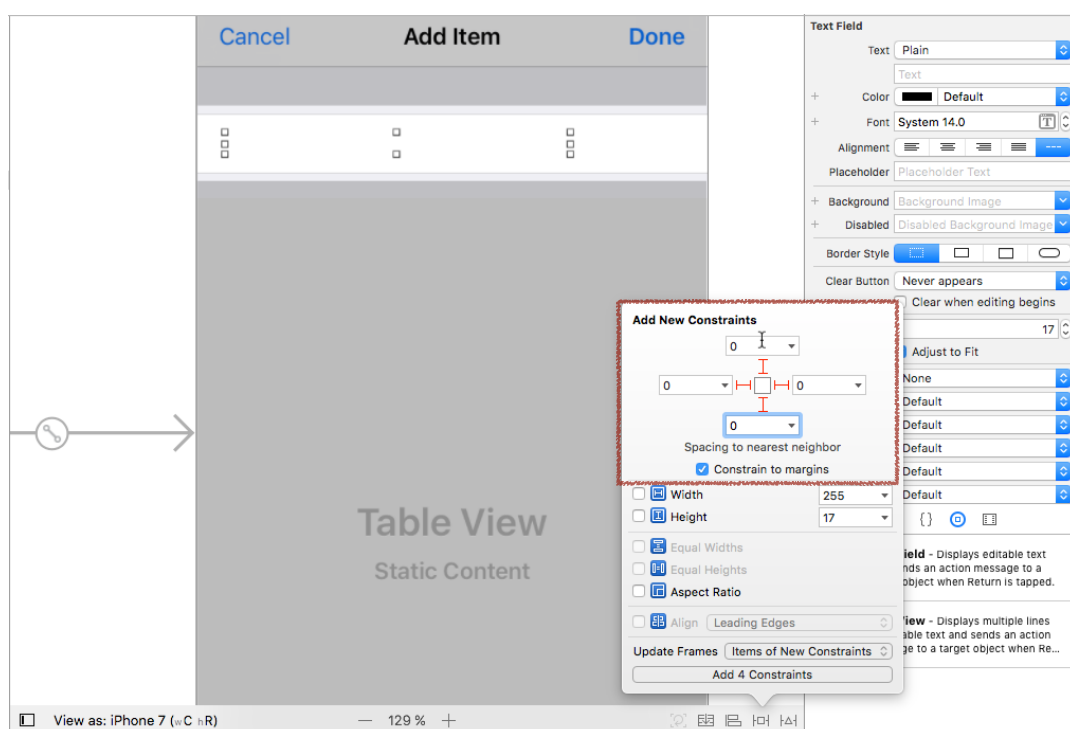 Cancel Add Item Done
Table View
Static Content
Text Field
Text Plain
Text
Color Default
Font System 14.0
Alignment
Placeholder Placeholder Text
Background Background Image
Disabled Disabled Background Image
Border Style
Clear Button Never appears
Clear when editing begins
17
Adjust to Fit
None
Default
Default
Default
Default
Default
{}
ield - Displays editable text
nds an action message to a
object when Return is tapped.
iew - Displays multiple lines
able text and sends an action
ge to a target object when Re...
Add New Constraints
0
0 0
0
Spacing to nearest neighbor
Constrain to margins
Width 255
Height 17
Equal Widths
Equal Heights
Aspect Ratio
Align Leading Edges
Update Frames Items of New Constraints
Add 4 Constraints
View as: iPhone 7 (wC hR) — 129 % +